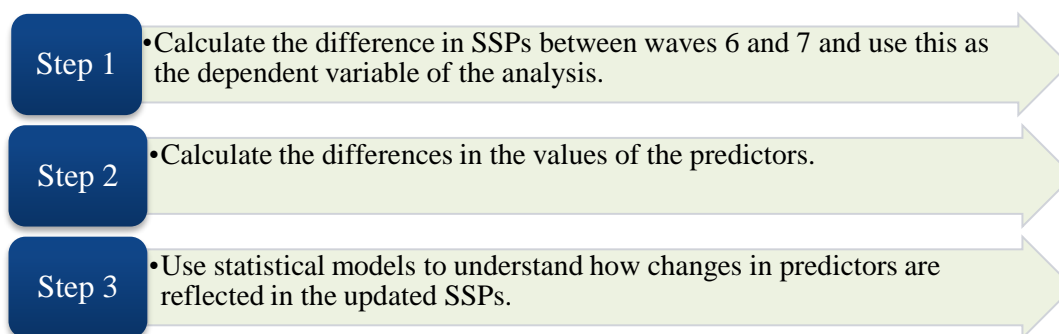 Step 1
•Calculate the difference in SSPs between waves 6 and 7 and use this as
the dependent variable of the analysis.
Step 2
•Calculate the differences in the values of the predictors.
Step 3
•Use statistical models to understand how changes in predictors are
reflected in the updated SSPs.